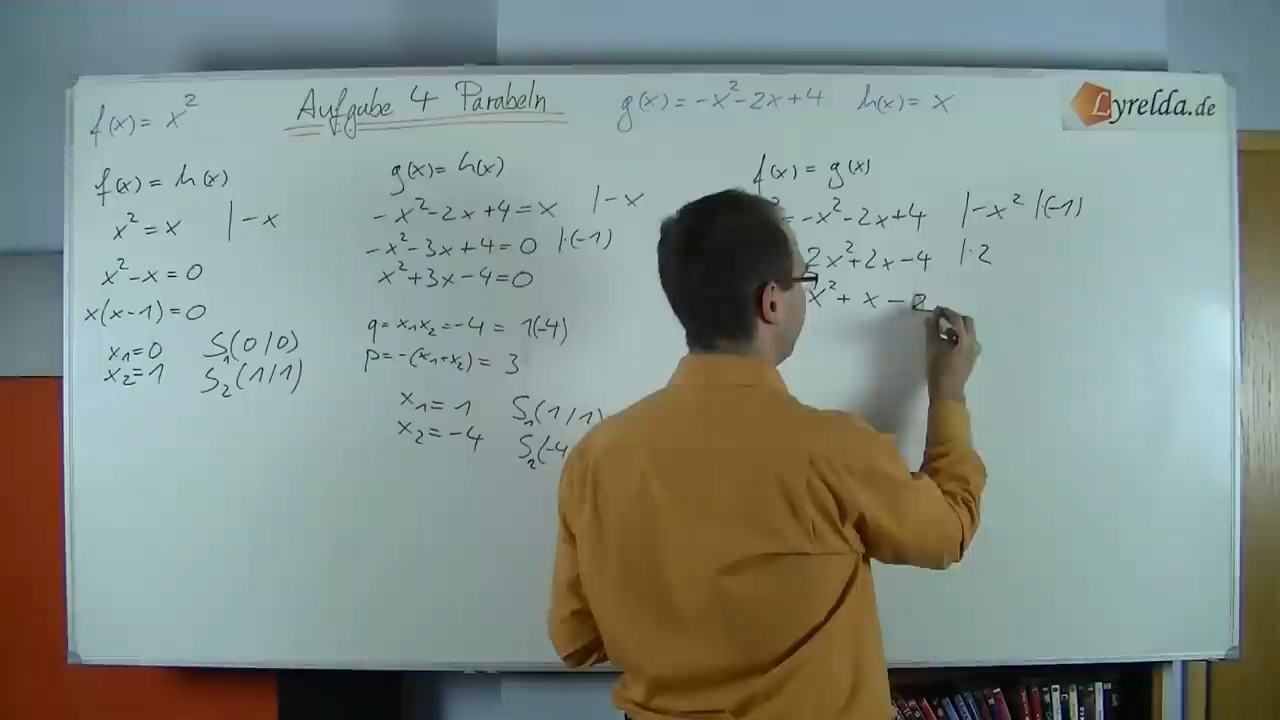 f(x) = x²
Aufgabe 4 Parabeln
g(x) = -x²-2x+4
h(x) = x
Lyrelda.de
f(x) = h(x)
x² = x |-x
x²-x = 0
x(x-1) = 0
x₁=0 S₁(0/0)
x₂=1 S₂(1/1)
g(x) = h(x)
-x²-2x+4 = x |-x
-x²-3x+4 = 0 |·(-1)
x²+3x-4 = 0
q = x₁x₂ = -4 = 1(-4)
p = -(x₁+x₂) = 3
x₁ = 1 S₁(1/1)
x₂ = -4 S₂(-4
f(x) = g(x)
² = -x²-2x+4 |-x² |·(-1)
2x²+2x-4 |·2
x² + x - 2